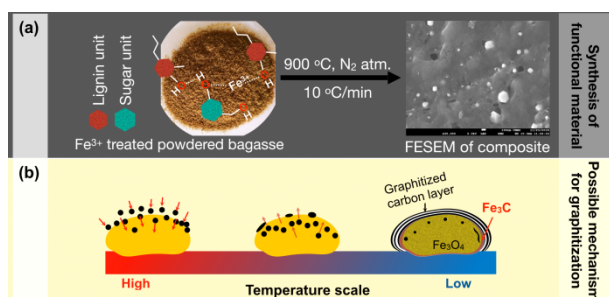 (a)
Lignin unit
Sugar unit
H
H
Fe³⁺
H
H
900 °C, N₂ atm.
10 °C/min
Fe³⁺ treated powdered bagasse
FESEM of composite
Synthesis of
functional material
(b)
Graphitized
carbon layer
Fe₃C
Fe₃O₄
High
Low
Temperature scale
Possible mechanism
for graphitization